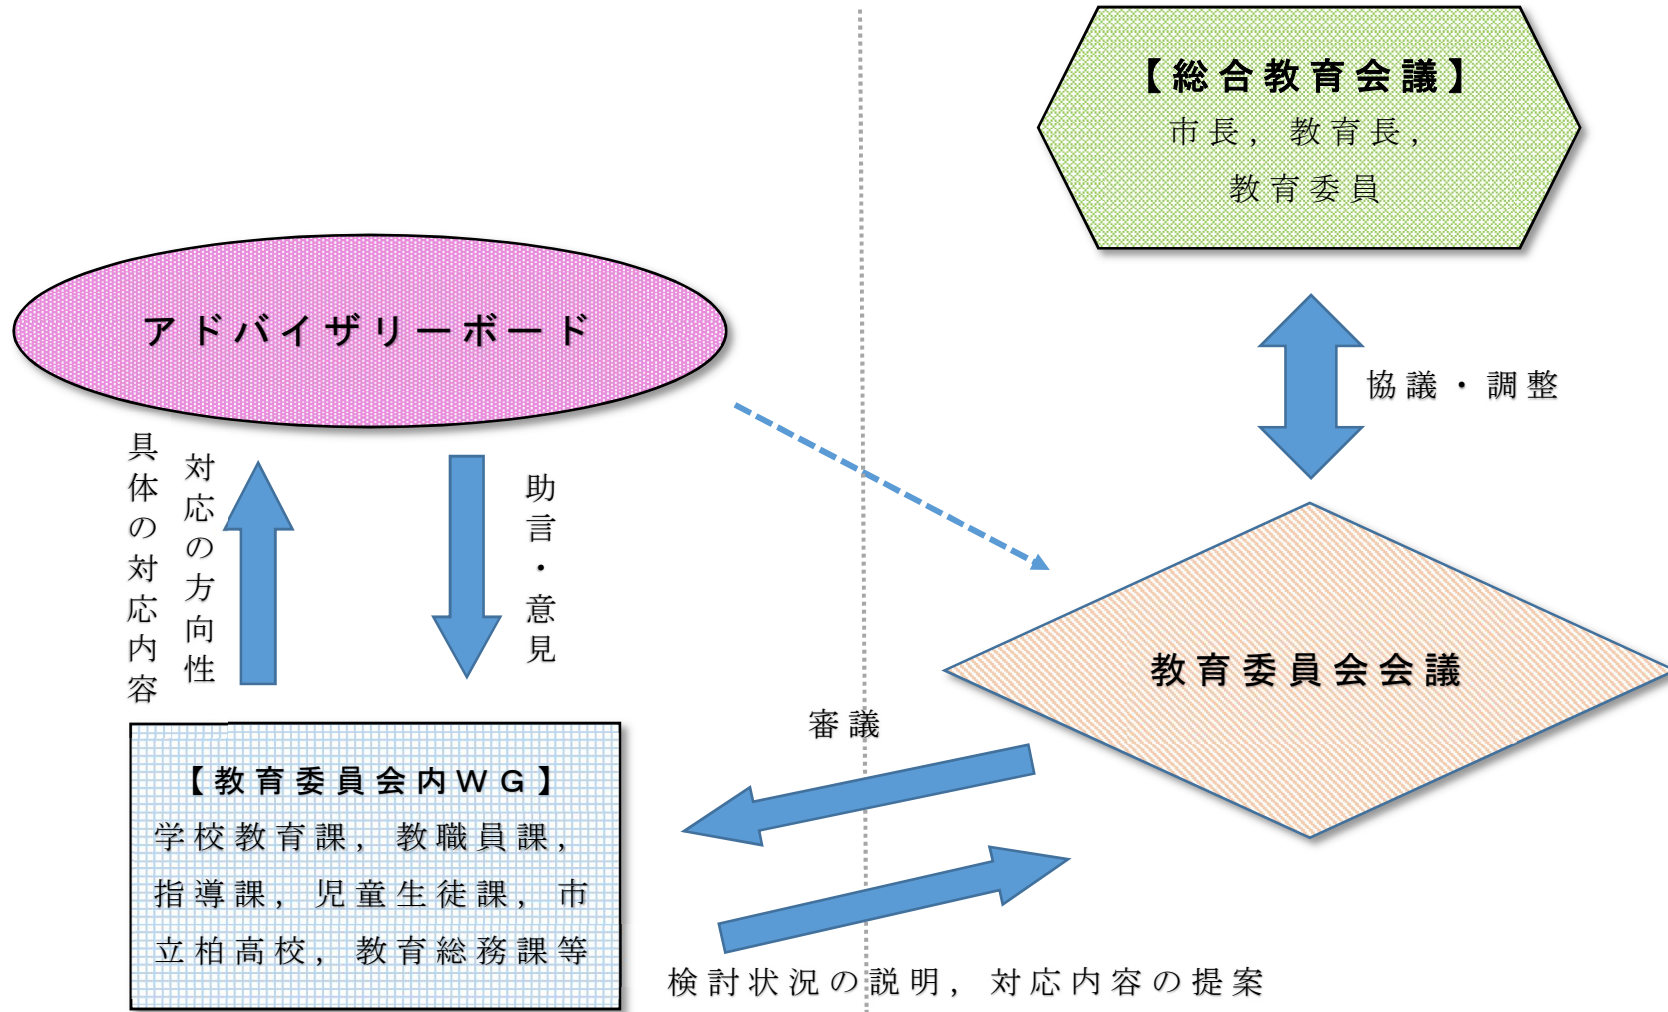 【総合教育会議】
市長，教育長，
教育委員
アドバイザリーボード
協議・調整
具体の対応内容
対応の方向性
助言・意見
教育委員会会議
審議
【教育委員会内ＷＧ】
学校教育課，教職員課，
指導課，児童生徒課，市
立柏高校，教育総務課等
検討状況の説明，対応内容の提案